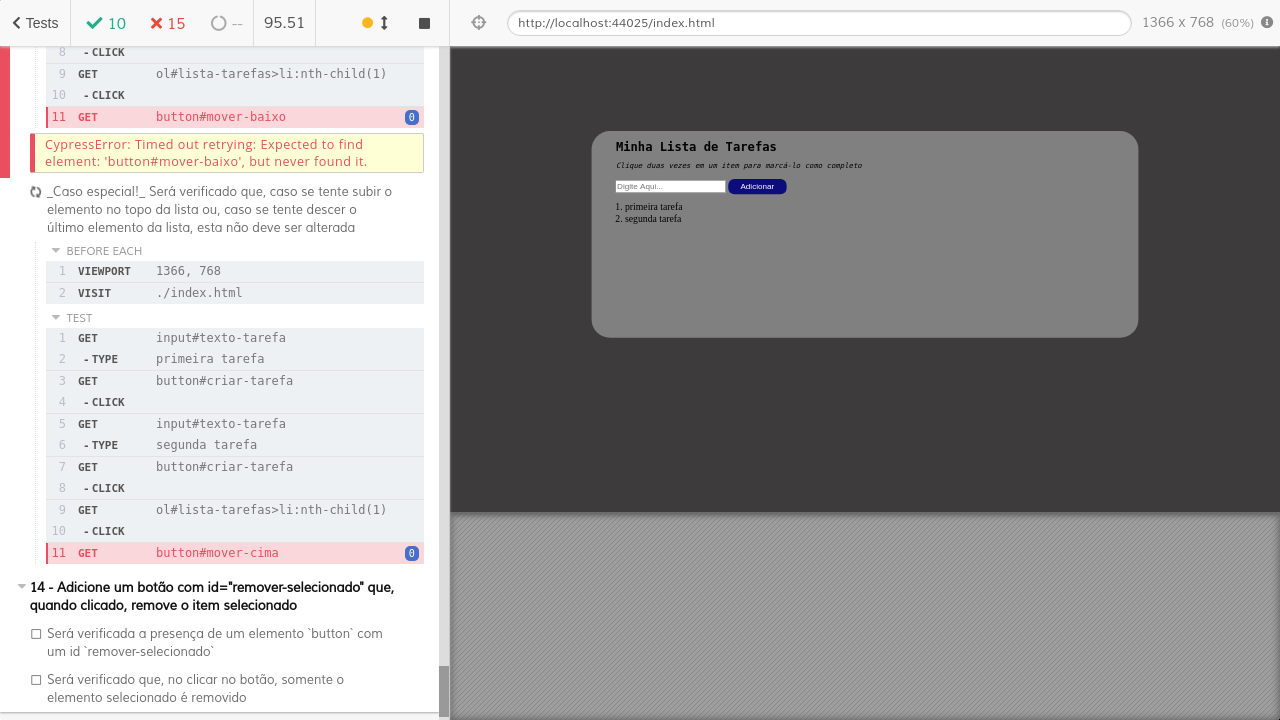 Tests
10
15
--
95.51
http://localhost:44025/index.html
1366 x 768 (60%)
8 - CLICK
9 GET ol#lista-tarefas>li:nth-child(1)
10 - CLICK
11 GET button#mover-baixo 0
CypressError: Timed out retrying: Expected to find
element: 'button#mover-baixo', but never found it.
_Caso especial!_ Será verificado que, caso se tente subir o
elemento no topo da lista ou, caso se tente descer o
último elemento da lista, esta não deve ser alterada
BEFORE EACH
1 VIEWPORT 1366, 768
2 VISIT ./index.html
TEST
1 GET input#texto-tarefa
2 - TYPE primeira tarefa
3 GET button#criar-tarefa
4 - CLICK
5 GET input#texto-tarefa
6 - TYPE segunda tarefa
7 GET button#criar-tarefa
8 - CLICK
9 GET ol#lista-tarefas>li:nth-child(1)
10 - CLICK
11 GET button#mover-cima 0
14 - Adicione um botão com id="remover-selecionado" que,
quando clicado, remove o item selecionado
Será verificada a presença de um elemento `button` com
um id `remover-selecionado`
Será verificado que, no clicar no botão, somente o
elemento selecionado é removido
Minha Lista de Tarefas
Clique duas vezes em um item para marcá-lo como completo
Digite Aqui...
Adicionar
1. primeira tarefa
2. segunda tarefa